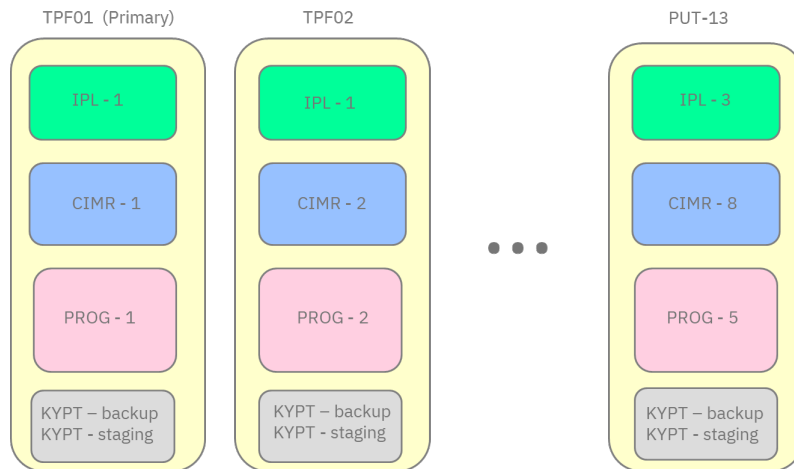 TPF01 (Primary)
TPF02
PUT-13
IPL - 1
IPL - 1
IPL - 3
CIMR - 1
CIMR - 2
CIMR - 8
PROG - 1
PROG - 2
PROG - 5
KYPT – backup
KYPT - staging
KYPT – backup
KYPT - staging
KYPT – backup
KYPT - staging